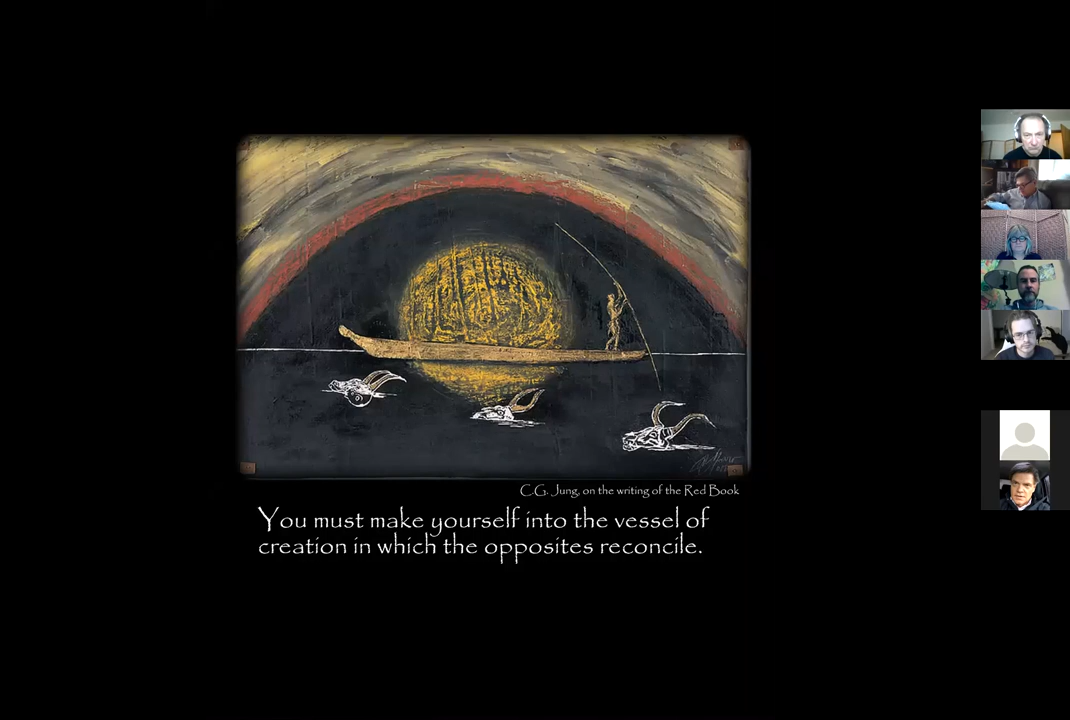 C.G. Jung, on the writing of the Red Book
You must make yourself into the vessel of
creation in which the opposites reconcile.